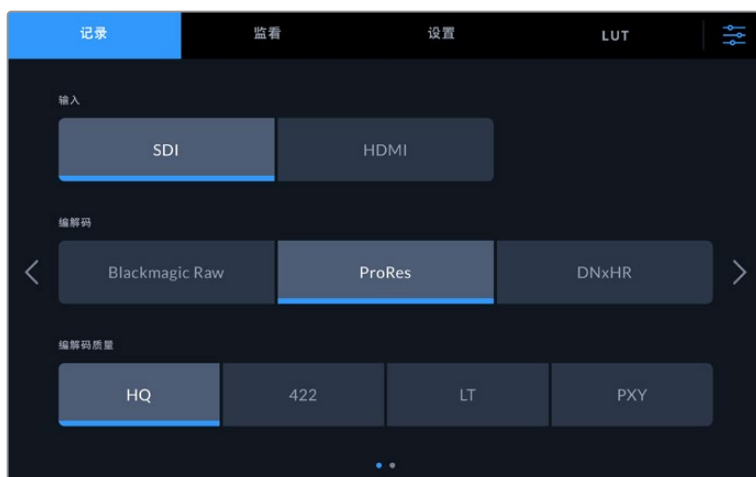 记录 监看 设置 LUT
输入
SDI HDMI
编解码
Blackmagic Raw ProRes DNxHR
编解码质量
HQ 422 LT PXY